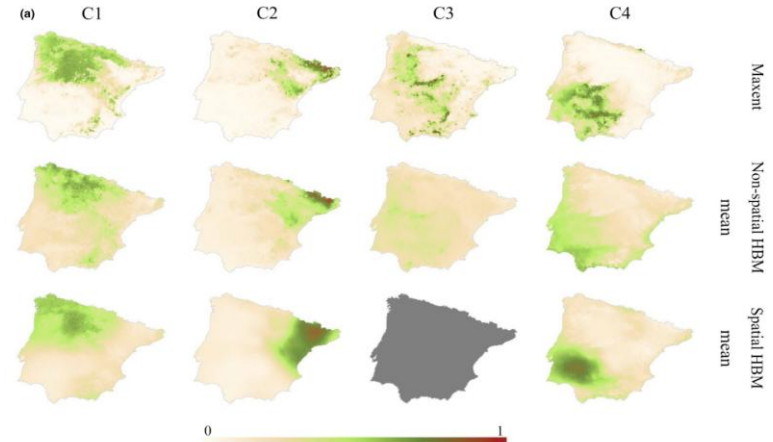 (a) C1 C2 C3 C4
Maxent
Non-spatial HBM
mean
Spatial HBM
mean
0 1